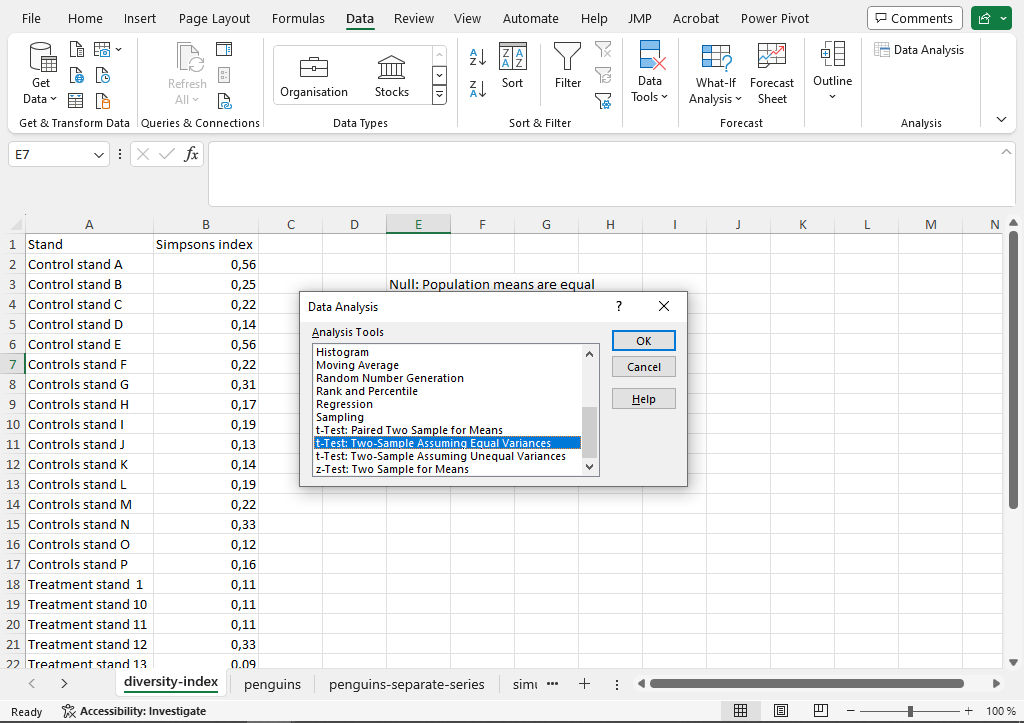 File Home Insert Page Layout Formulas Data Review View Automate Help JMP Acrobat Power Pivot Comments
Get Data
Refresh All
Organisation
Stocks
Z A A Z
Sort
Filter
Data Tools
What-If Analysis
Forecast Sheet
Outline
Data Analysis
Get & Transform Data Queries & Connections Data Types Sort & Filter Forecast Analysis
E7 fx
A B C D E F G H I J K L M N
1 Stand Simpsons index
2 Control stand A 0,56
3 Control stand B 0,25 Null: Population means are equal
4 Control stand C 0,22
5 Control stand D 0,14
6 Control stand E 0,56
7 Controls stand F 0,22
8 Controls stand G 0,31
9 Controls stand H 0,17
10 Controls stand I 0,19
11 Controls stand J 0,13
12 Controls stand K 0,14
13 Controls stand L 0,19
14 Controls stand M 0,22
15 Controls stand N 0,33
16 Controls stand O 0,12
17 Controls stand P 0,16
18 Treatment stand 1 0,11
19 Treatment stand 10 0,11
20 Treatment stand 11 0,11
21 Treatment stand 12 0,33
22 Treatment stand 13 0,09
Data Analysis ?
Analysis Tools
Histogram
Moving Average
Random Number Generation
Rank and Percentile
Regression
Sampling
t-Test: Paired Two Sample for Means
t-Test: Two-Sample Assuming Equal Variances
t-Test: Two-Sample Assuming Unequal Variances
z-Test: Two Sample for Means
OK
Cancel
Help
diversity-index penguins penguins-separate-series simu ...
Ready Accessibility: Investigate 100 %